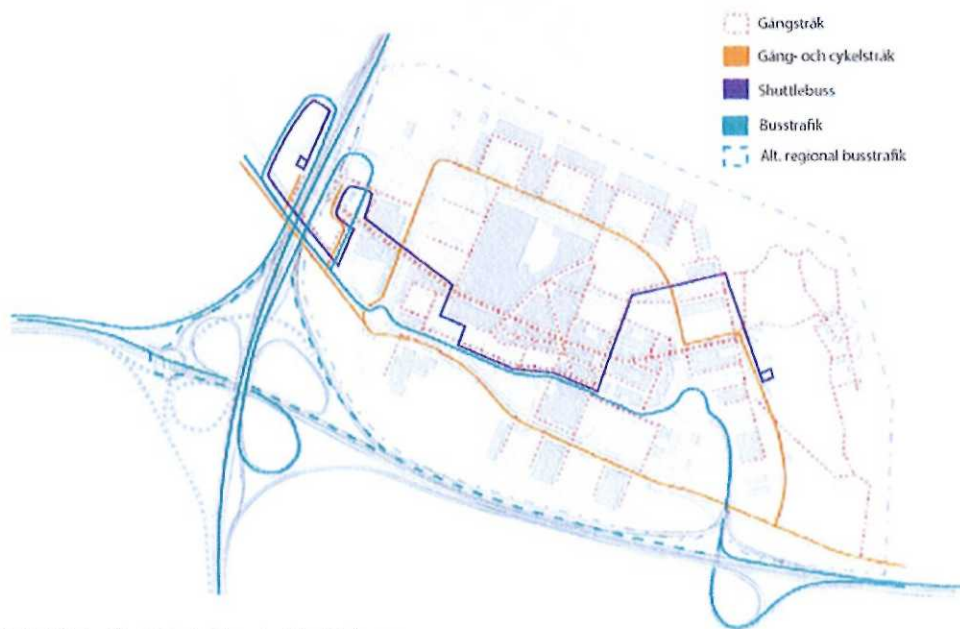 Gångstråk
Gång- och cykelstråk
Shuttlebuss
Busstrafik
Alt. regional busstrafik